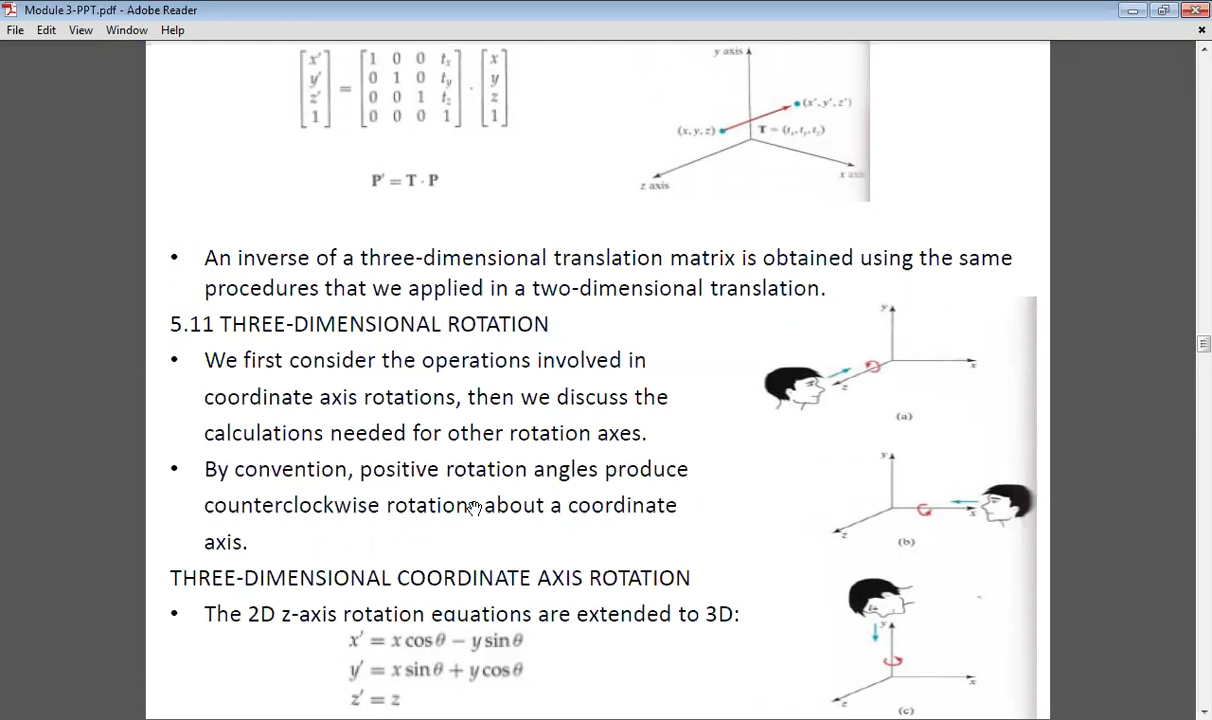 Module 3-PPT.pdf - Adobe Reader
File Edit View Window Help
[x' y' z' 1] = [1 0 0 tx; 0 1 0 ty; 0 0 1 tz; 0 0 0 1] · [x y z 1]
P' = T · P
y axis
(x', y', z')
(x, y, z)
T = (tx, ty, tz)
z axis
x axis
• An inverse of a three-dimensional translation matrix is obtained using the same
procedures that we applied in a two-dimensional translation.
5.11 THREE-DIMENSIONAL ROTATION
• We first consider the operations involved in
coordinate axis rotations, then we discuss the
calculations needed for other rotation axes.
• By convention, positive rotation angles produce
counterclockwise rotations about a coordinate
axis.
THREE-DIMENSIONAL COORDINATE AXIS ROTATION
• The 2D z-axis rotation equations are extended to 3D:
x' = x cos θ − y sin θ
y' = x sin θ + y cos θ
z' = z
y
x
z
(a)
y
x
z
(b)
y
x
z
(c)